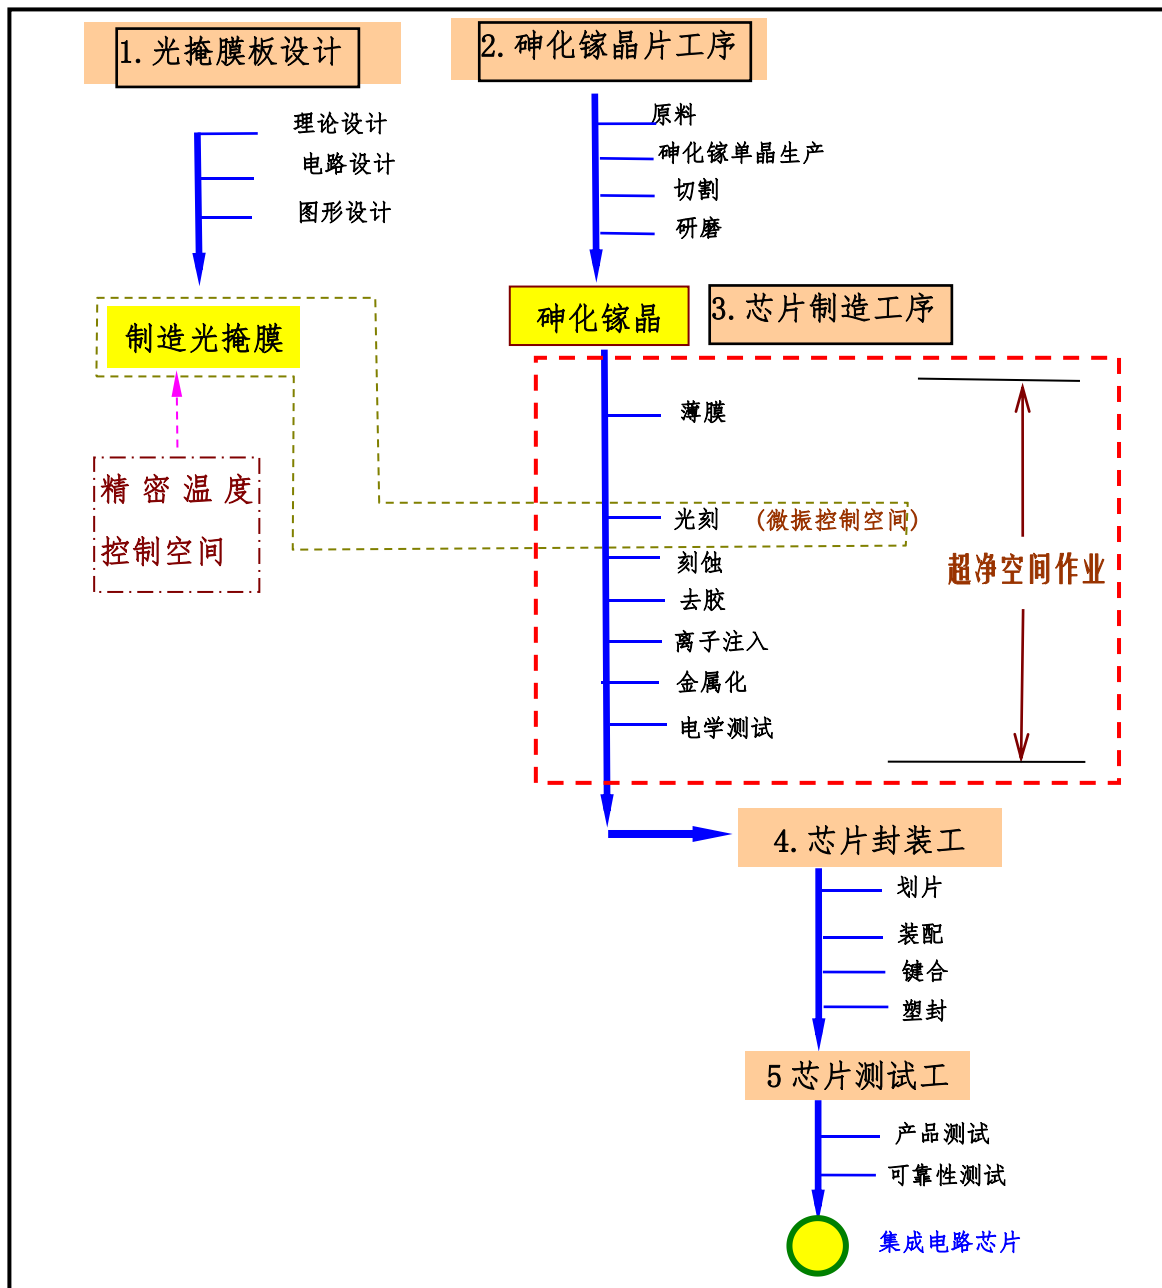 1. 光掩膜板设计
2. 砷化镓晶片工序
理论设计
电路设计
图形设计
原料
砷化镓单晶生产
切割
研磨
制造光掩膜
砷化镓晶
3. 芯片制造工序
精密温度
控制空间
薄膜
光刻 (微振控制空间)
刻蚀
去胶
离子注入
金属化
电学测试
超净空间作业
4. 芯片封装工
划片
装配
键合
塑封
5 芯片测试工
产品测试
可靠性测试
集成电路芯片